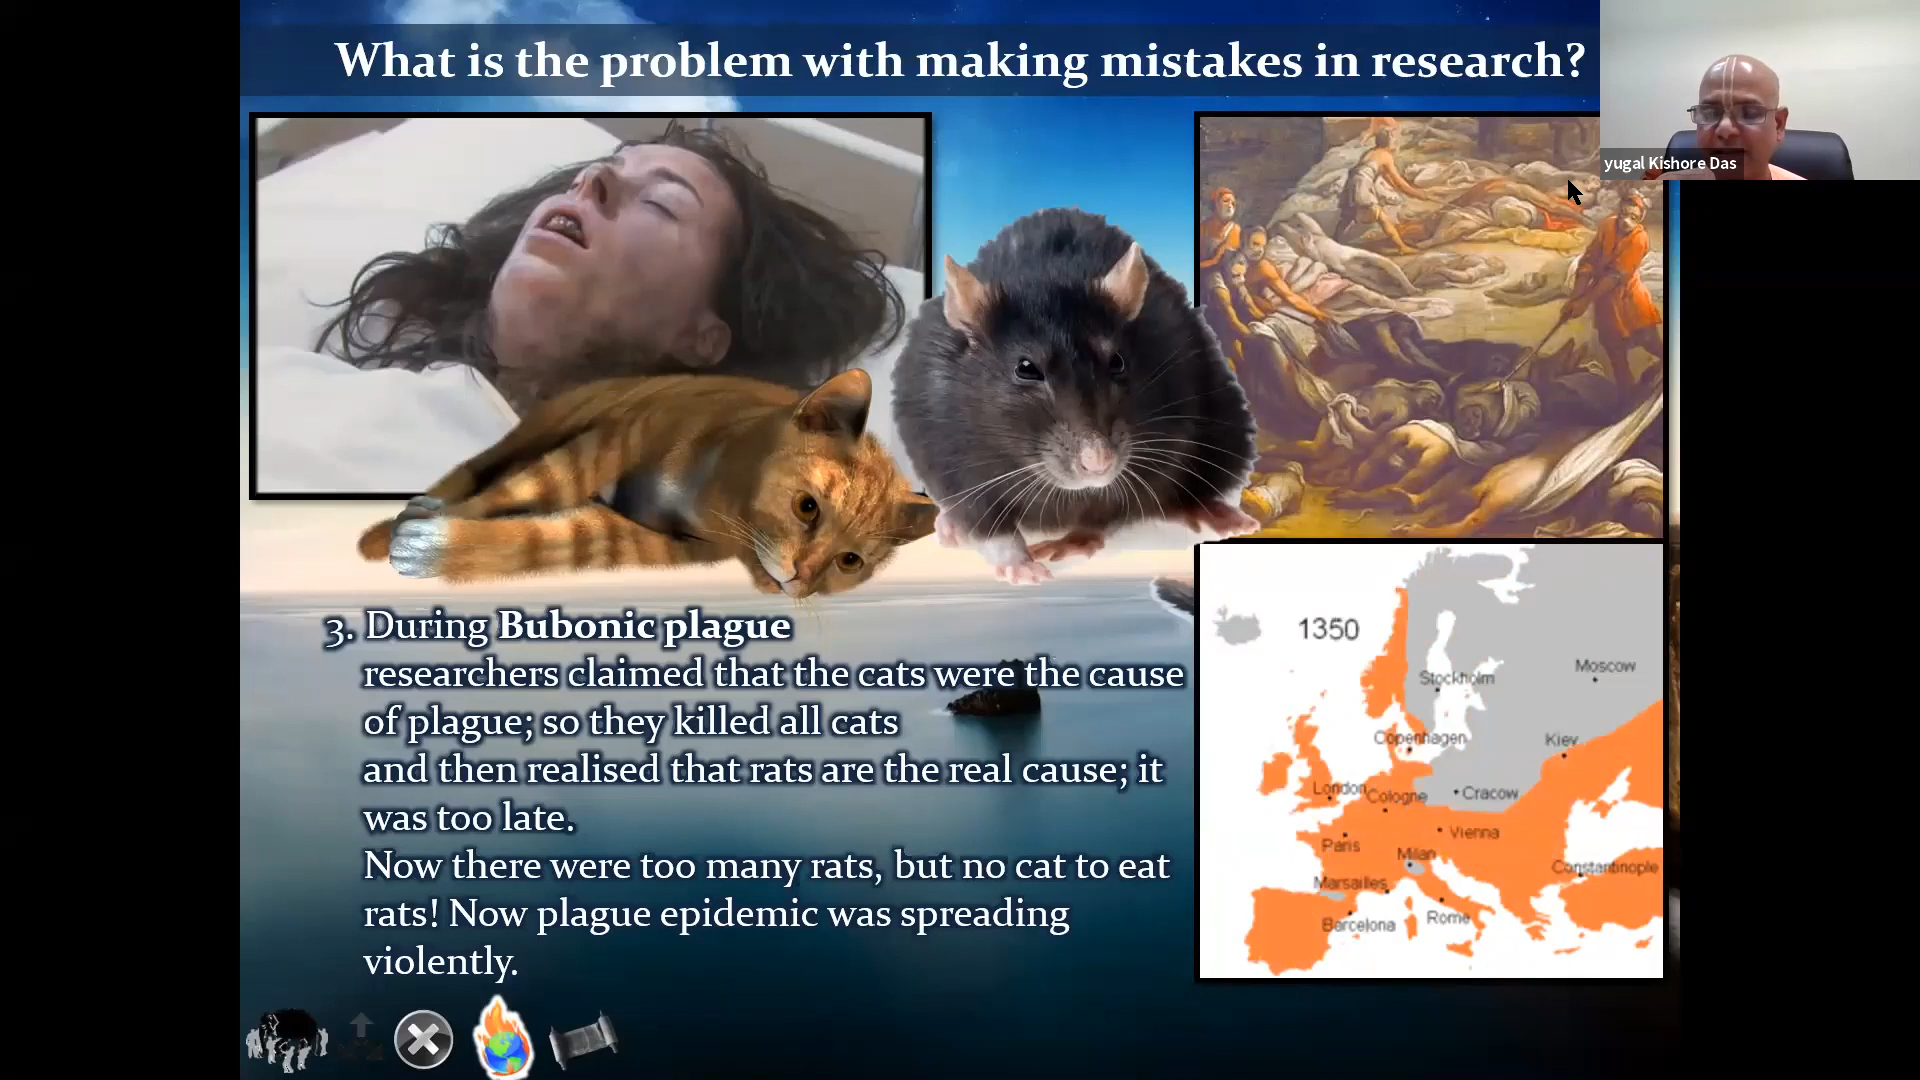 What is the problem with making mistakes in research?
yugal Kishore Das
3. During Bubonic plague
researchers claimed that the cats were the cause
of plague; so they killed all cats
and then realised that rats are the real cause; it
was too late.
Now there were too many rats, but no cat to eat
rats! Now plague epidemic was spreading
violently.
1350
Moscow
Stockholm
Copenhagen
Kiev
London
Cologne
Cracow
Vienna
Paris
Milan
Constantinople
Marsailles
Barcelona
Rome